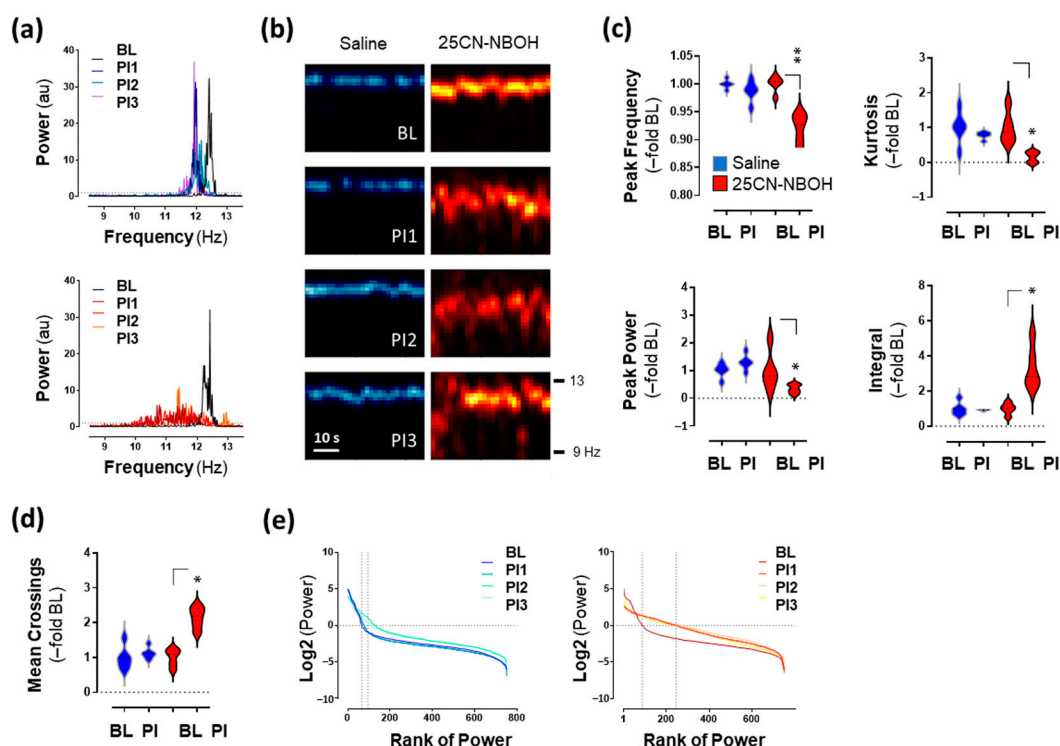 (a)
BL
PI1
PI2
PI3
Power (au)
40
30
20
10
0
9 10 11 12 13
Frequency (Hz)
BL
PI1
PI2
PI3
Power (au)
40
30
20
10
0
9 10 11 12 13
Frequency (Hz)
(b)
Saline 25CN-NBOH
BL
PI1
PI2
PI3
10 s
13
9 Hz
(c)
Peak Frequency
(–fold BL)
1.05
1.00
0.95
0.90
0.85
0.80
**
Saline
25CN-NBOH
BL PI BL PI
Kurtosis
(–fold BL)
3
2
1
0
–1
*
BL PI BL PI
Peak Power
(–fold BL)
4
3
2
1
0
–1
*
BL PI BL PI
Integral
(–fold BL)
8
6
4
2
0
*
BL PI BL PI
(d)
Mean Crossings
(–fold BL)
4
3
2
1
0
*
BL PI BL PI
(e)
Log2 (Power)
10
5
0
–5
–10
BL
PI1
PI2
PI3
0 200 400 600 800
Rank of Power
Log2 (Power)
10
5
0
–5
–10
BL
PI1
PI2
PI3
1 200 400 600
Rank of Power